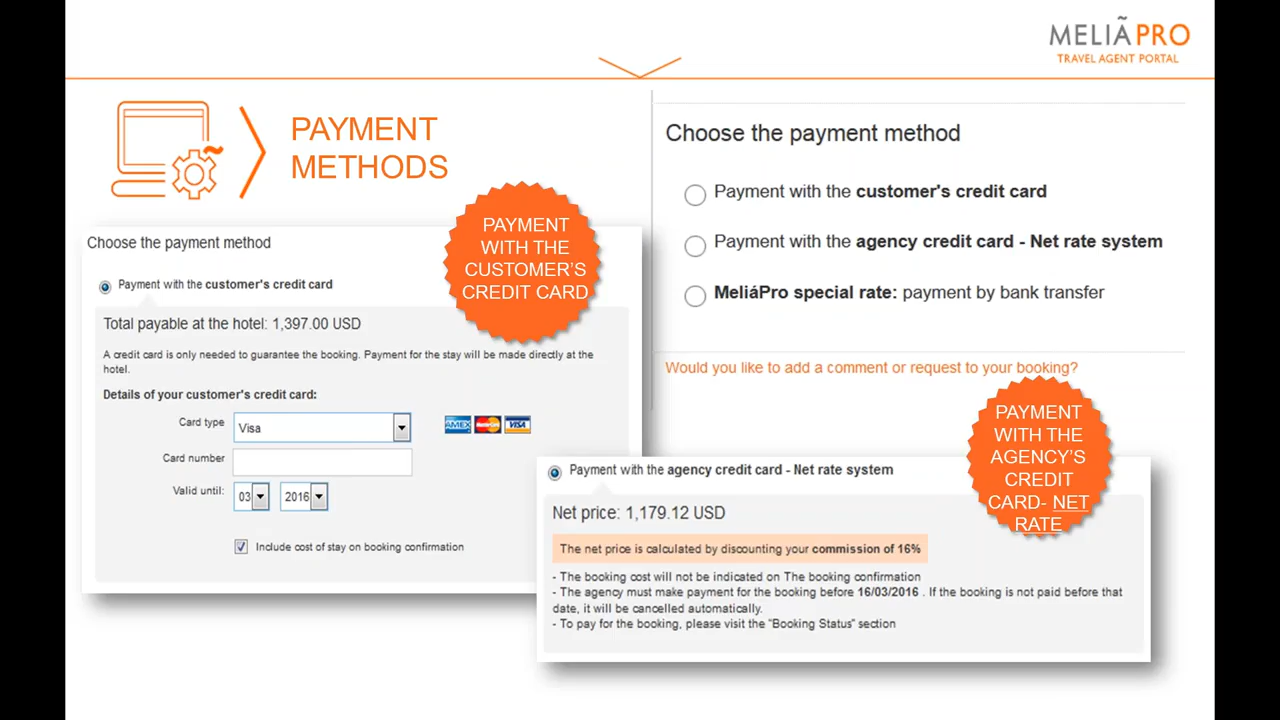 MELIÃ PRO
TRAVEL AGENT PORTAL
PAYMENT
METHODS
PAYMENT
WITH THE
CUSTOMER'S
CREDIT CARD
Choose the payment method
Payment with the customer's credit card
Total payable at the hotel: 1,397.00 USD
A credit card is only needed to guarantee the booking. Payment for the stay will be made directly at the
hotel.
Details of your customer's credit card:
Card type
Visa
AMEX MasterCard VISA
Card number
Valid until:
03
2016
Include cost of stay on booking confirmation
Choose the payment method
Payment with the customer's credit card
Payment with the agency credit card - Net rate system
MeliáPro special rate: payment by bank transfer
Would you like to add a comment or request to your booking?
PAYMENT
WITH THE
AGENCY'S
CREDIT
CARD- NET
RATE
Payment with the agency credit card - Net rate system
Net price: 1,179.12 USD
The net price is calculated by discounting your commission of 16%
- The booking cost will not be indicated on The booking confirmation
- The agency must make payment for the booking before 16/03/2016 . If the booking is not paid before that
date, it will be cancelled automatically.
- To pay for the booking, please visit the "Booking Status" section